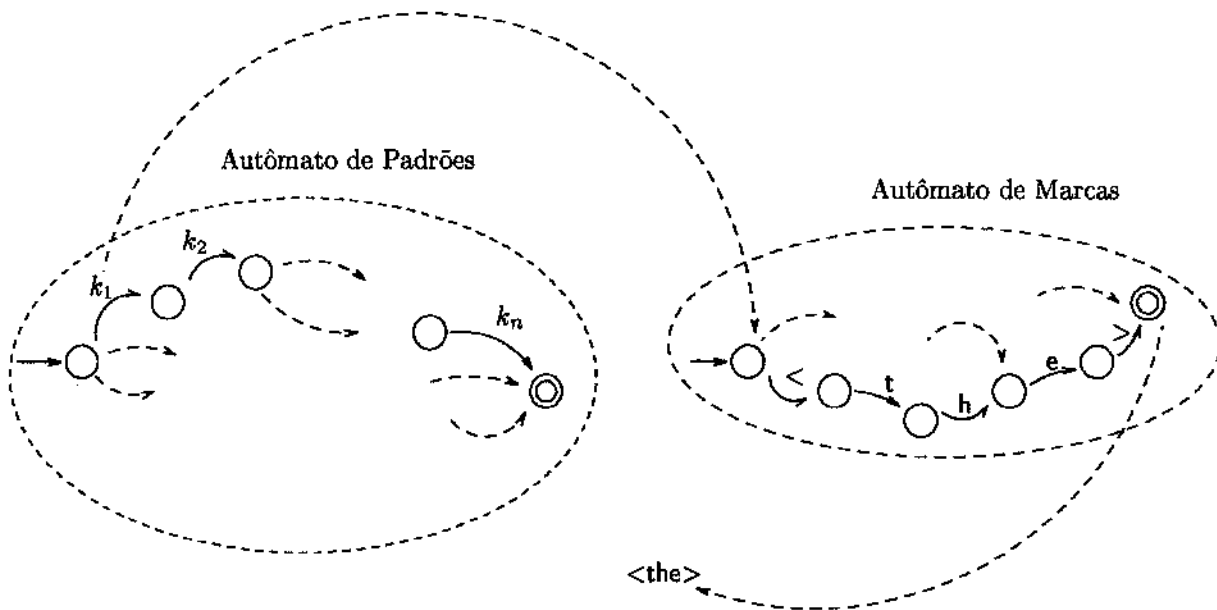 Autômato de Padrões
Autômato de Marcas
k₁
k₂
kₙ
<
t
h
e
>
<the>